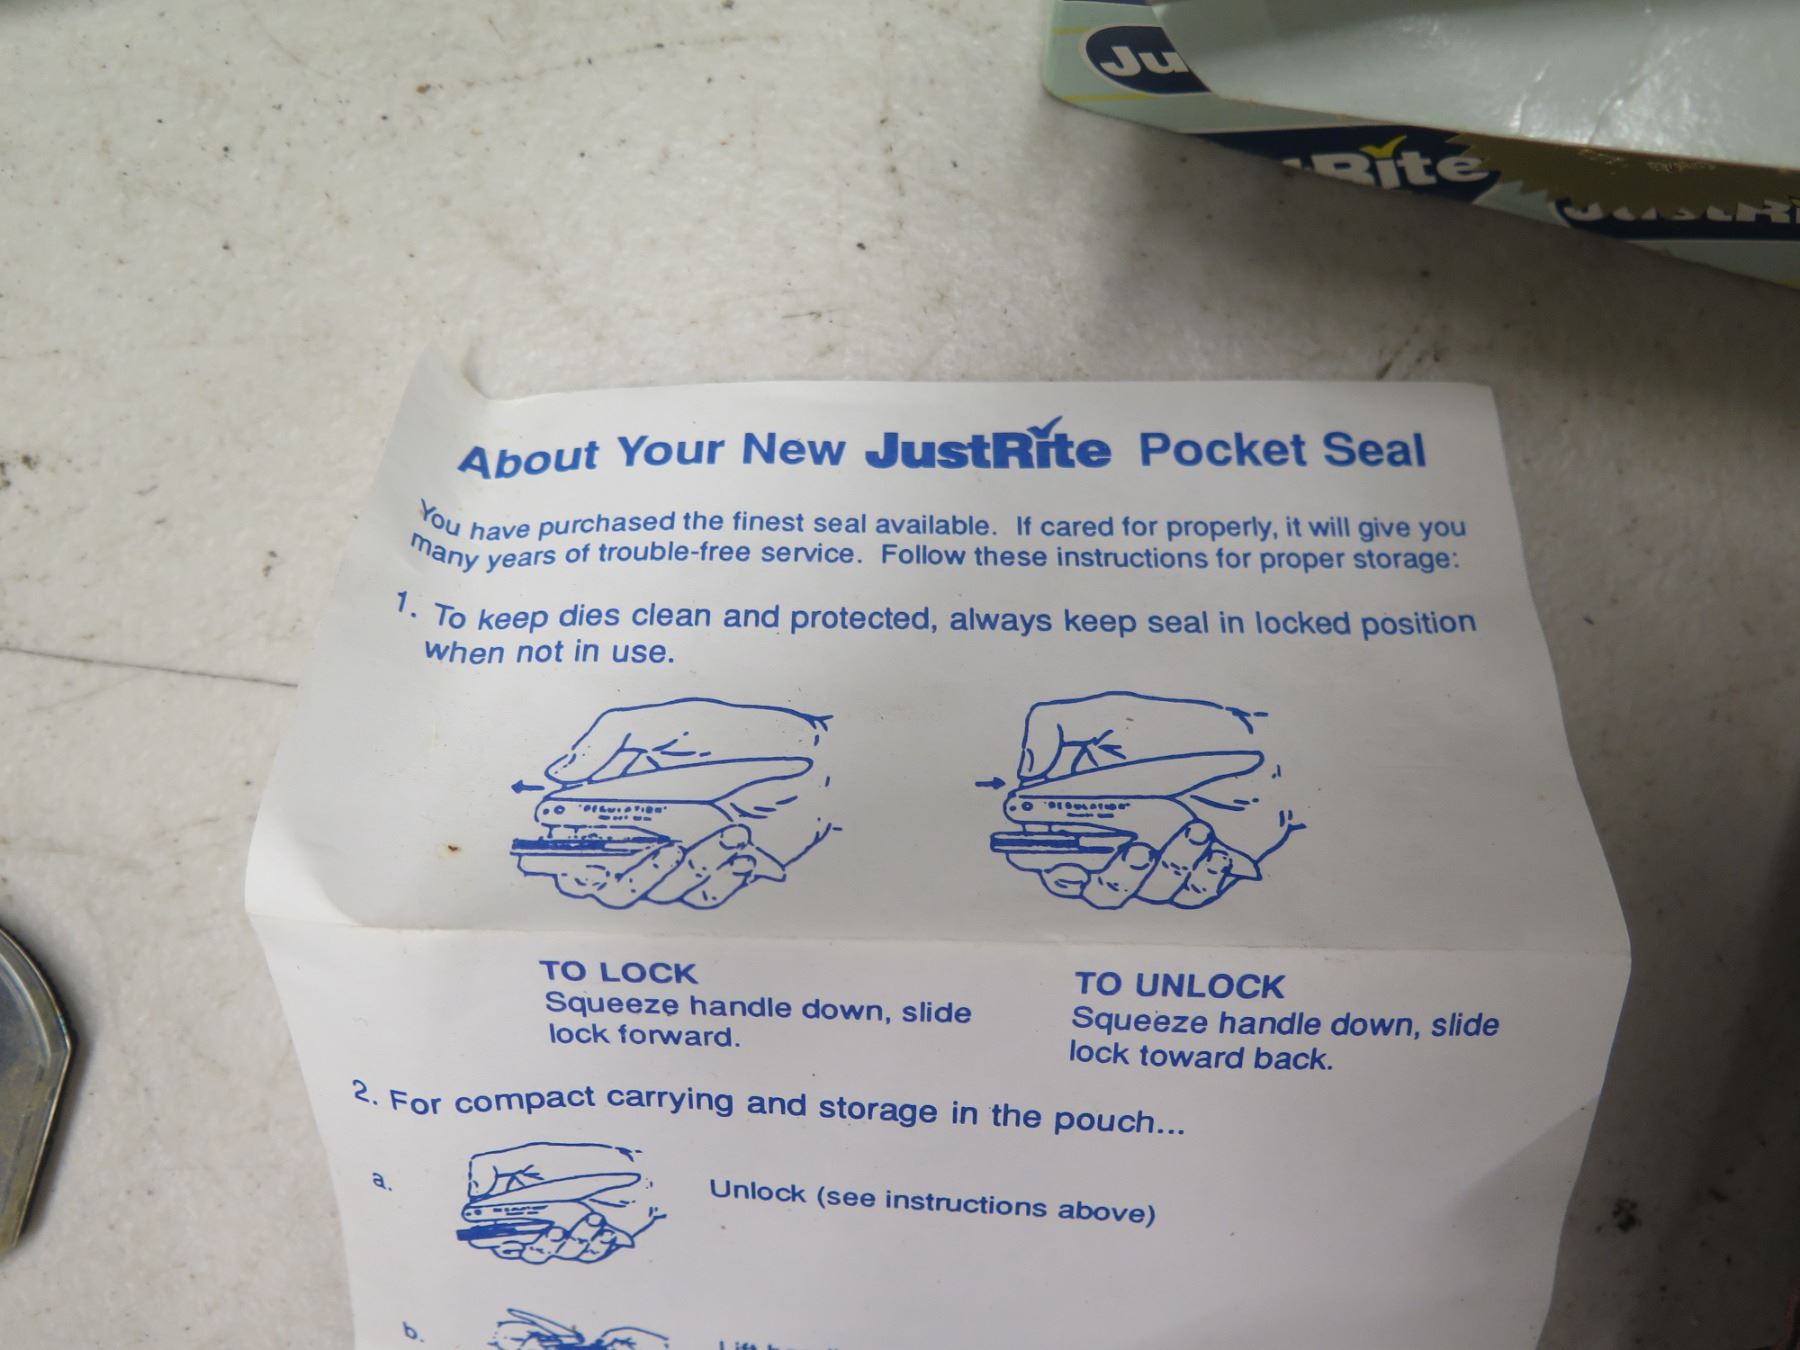 Ju
Rite
About Your New JustRite Pocket Seal
You have purchased the finest seal available. If cared for properly, it will give you
many years of trouble-free service. Follow these instructions for proper storage:
1. To keep dies clean and protected, always keep seal in locked position
when not in use.
TO LOCK
Squeeze handle down, slide
lock forward.
TO UNLOCK
Squeeze handle down, slide
lock toward back.
2. For compact carrying and storage in the pouch...
a. Unlock (see instructions above)
b.